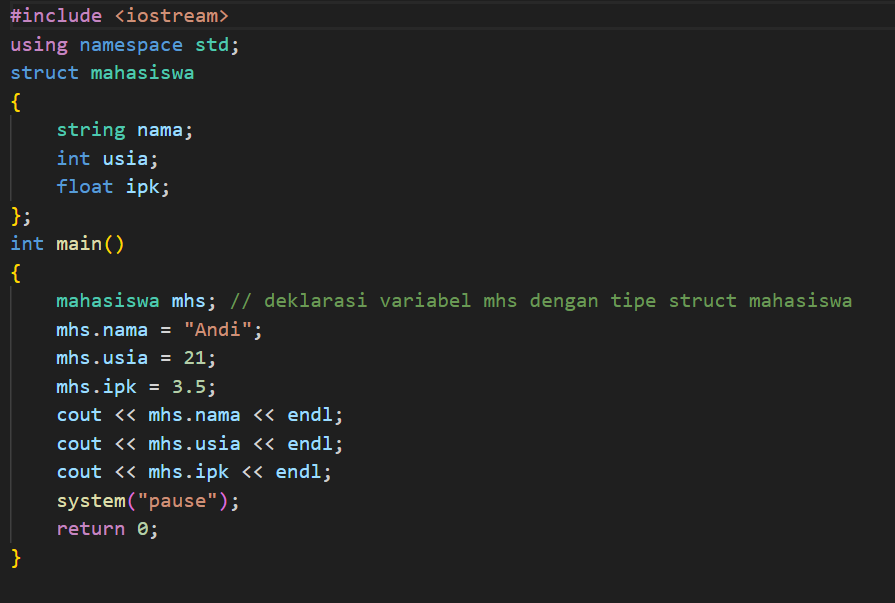 #include <iostream>
using namespace std;
struct mahasiswa
{
    string nama;
    int usia;
    float ipk;
};
int main()
{
    mahasiswa mhs; // deklarasi variabel mhs dengan tipe struct mahasiswa
    mhs.nama = "Andi";
    mhs.usia = 21;
    mhs.ipk = 3.5;
    cout << mhs.nama << endl;
    cout << mhs.usia << endl;
    cout << mhs.ipk << endl;
    system("pause");
    return 0;
}